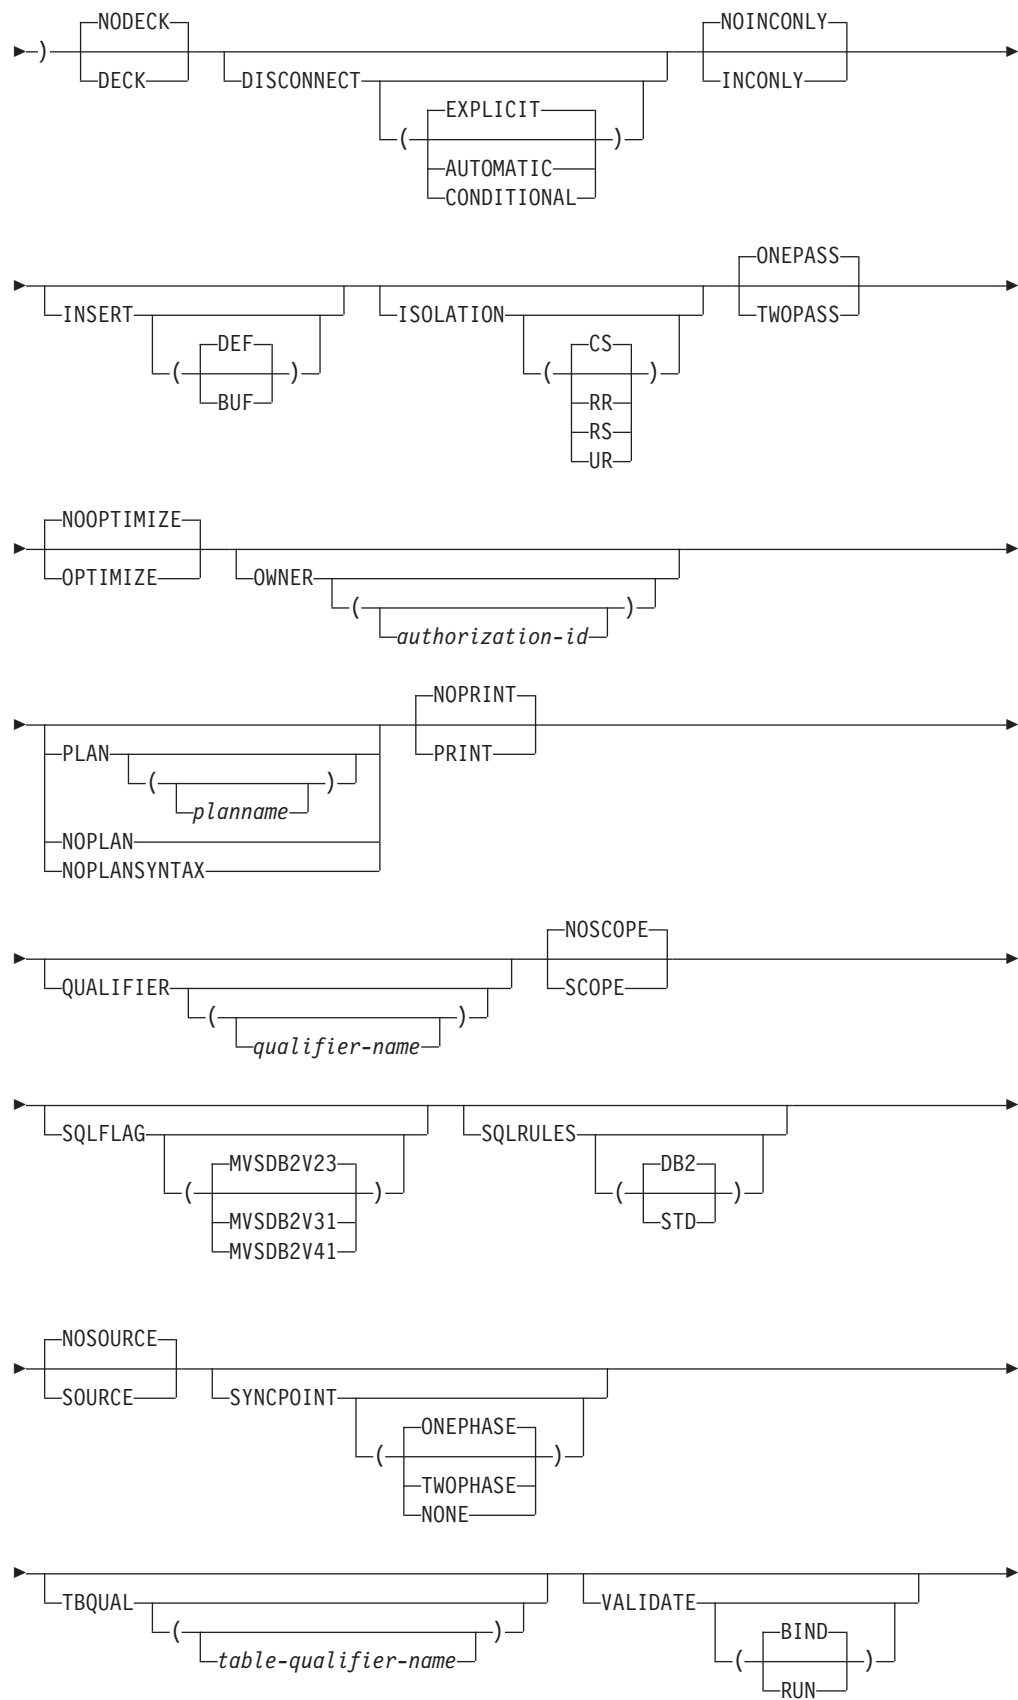 NODECK NOINCONLY
) DECK DISCONNECT INCONLY
EXPLICIT
( )
AUTOMATIC
CONDITIONAL
ONEPASS
INSERT ISOLATION TWOPASS
DEF CS
( ) ( )
BUF RR
RS
UR
NOOPTIMIZE
OPTIMIZE OWNER
( )
authorization-id
NOPRINT
PLAN PRINT
( )
planname
NOPLAN
NOPLANSYNTAX
NOSCOPE
QUALIFIER SCOPE
( )
qualifier-name
SQLFLAG SQLRULES
MVSDB2V23 DB2
( ) ( )
MVSDB2V31 STD
MVSDB2V41
NOSOURCE
SOURCE SYNCPOINT
ONEPHASE
( )
TWOPHASE
NONE
TBQUAL VALIDATE
( ) BIND
table-qualifier-name ( )
RUN